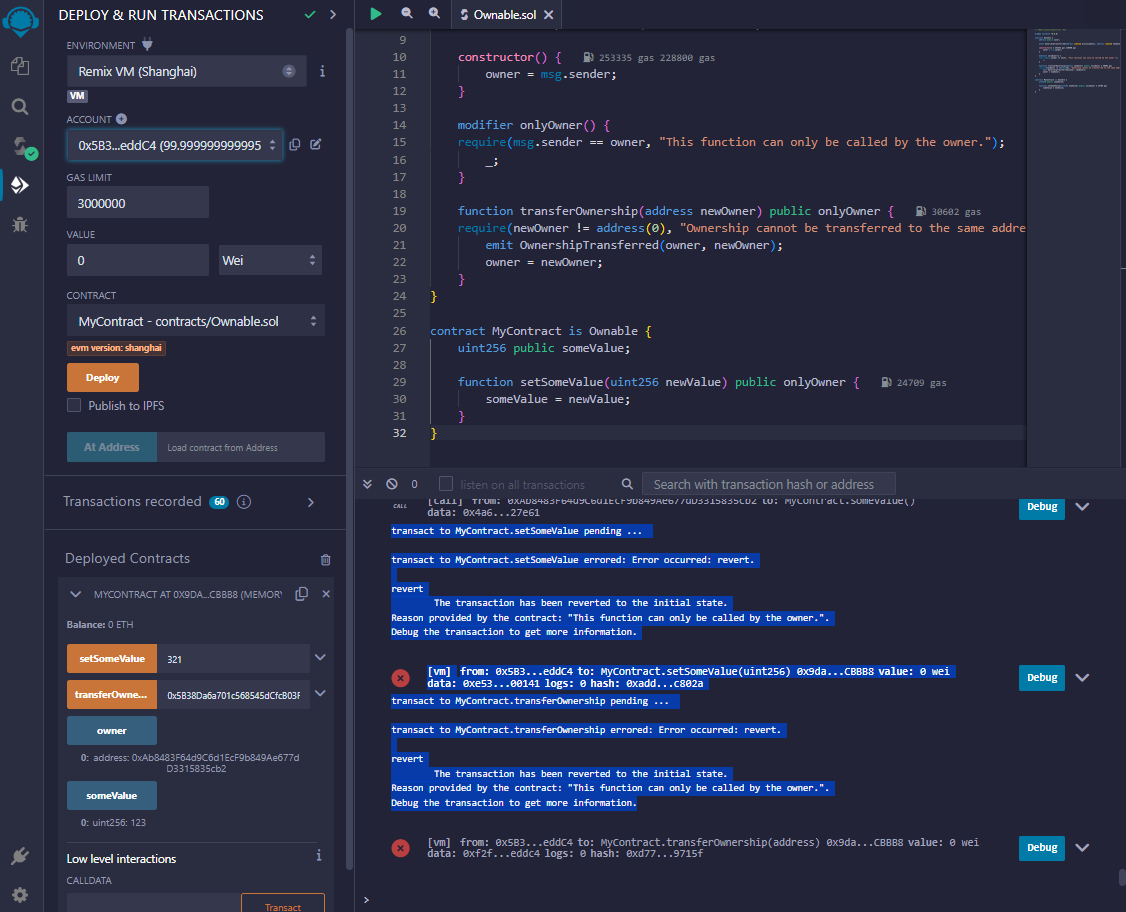 DEPLOY & RUN TRANSACTIONS
ENVIRONMENT
Remix VM (Shanghai)
VM
ACCOUNT
0x5B3...eddC4 (99.999999999995
GAS LIMIT
3000000
VALUE
0
Wei
CONTRACT
MyContract - contracts/Ownable.sol
evm version: shanghai
Deploy
Publish to IPFS
At Address
Load contract from Address
Transactions recorded 60
Deployed Contracts
MYCONTRACT AT 0X9DA...CBBB8 (MEMORY
Balance: 0 ETH
setSomeValue 321
transferOwne... 0x5B38Da6a701c568545dCfcB03F
owner
0: address: 0xAb8483F64d9C6d1EcF9b849Ae677d
D3315835cb2
someValue
0: uint256: 123
Low level interactions
CALLDATA
Transact
Ownable.sol
9
10 constructor() { 253335 gas 228800 gas
11 owner = msg.sender;
12 }
13
14 modifier onlyOwner() {
15 require(msg.sender == owner, "This function can only be called by the owner.");
16 _;
17 }
18
19 function transferOwnership(address newOwner) public onlyOwner { 30602 gas
20 require(newOwner != address(0), "Ownership cannot be transferred to the same addre
21 emit OwnershipTransferred(owner, newOwner);
22 owner = newOwner;
23 }
24 }
25
26 contract MyContract is Ownable {
27 uint256 public someValue;
28
29 function setSomeValue(uint256 newValue) public onlyOwner { 24709 gas
30 someValue = newValue;
31 }
32 }
0
listen on all transactions
Search with transaction hash or address
CALL [call] from: 0xAb8483F64d9C6d1EcF9b849Ae677dD3315835cb2 to: MyContract.someValue()
data: 0x4a6...27e61
Debug
transact to MyContract.setSomeValue pending ...
transact to MyContract.setSomeValue errored: Error occurred: revert.
revert
The transaction has been reverted to the initial state.
Reason provided by the contract: "This function can only be called by the owner.".
Debug the transaction to get more information.
[vm] from: 0x5B3...eddC4 to: MyContract.setSomeValue(uint256) 0x9da...CBBB8 value: 0 wei
data: 0xe53...00141 logs: 0 hash: 0xadd...c802a
Debug
transact to MyContract.transferOwnership pending ...
transact to MyContract.transferOwnership errored: Error occurred: revert.
revert
The transaction has been reverted to the initial state.
Reason provided by the contract: "This function can only be called by the owner.".
Debug the transaction to get more information.
[vm] from: 0x5B3...eddC4 to: MyContract.transferOwnership(address) 0x9da...CBBB8 value: 0 wei
data: 0xf2f...eddc4 logs: 0 hash: 0xd77...9715f
Debug
>